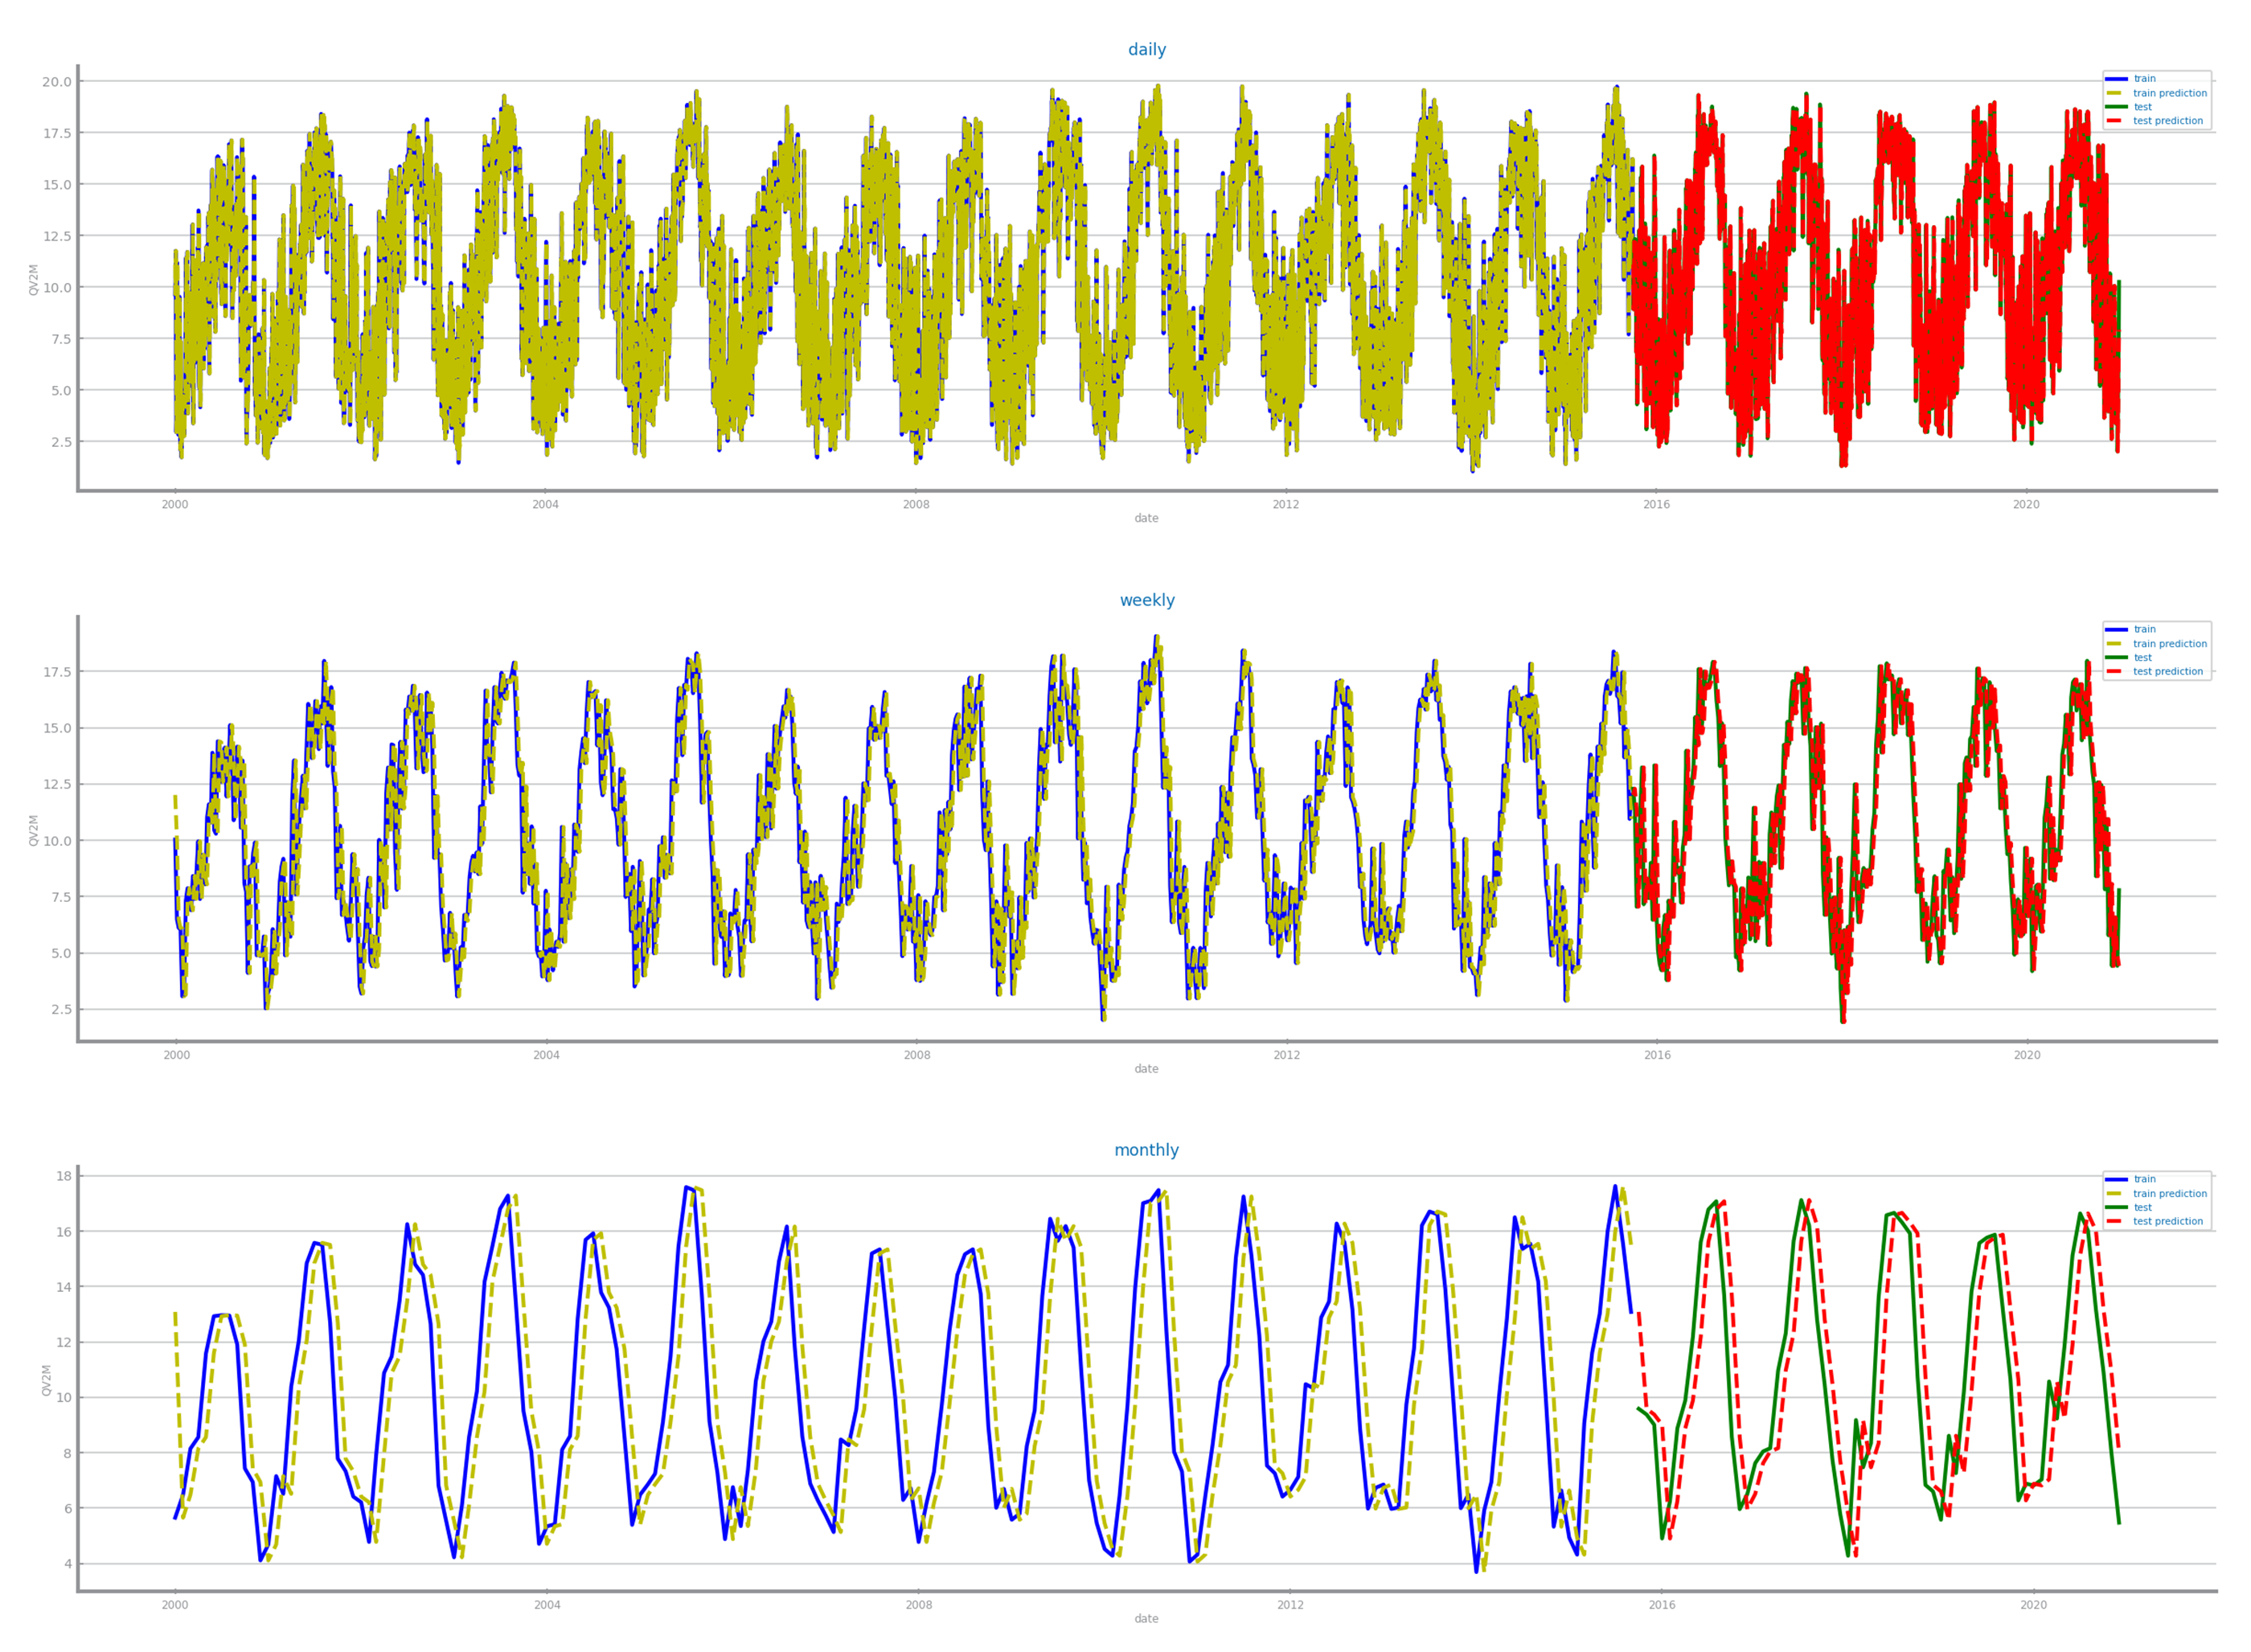 daily
20.0
17.5
15.0
12.5
10.0
7.5
5.0
2.5
QV2M
train
train prediction
test
test prediction
2000 2004 2008 2012 2016 2020
date
weekly
17.5
15.0
12.5
10.0
7.5
5.0
2.5
QV2M
train
train prediction
test
test prediction
2000 2004 2008 2012 2016 2020
date
monthly
18
16
14
12
10
8
6
4
QV2M
train
train prediction
test
test prediction
2000 2004 2008 2012 2016 2020
date